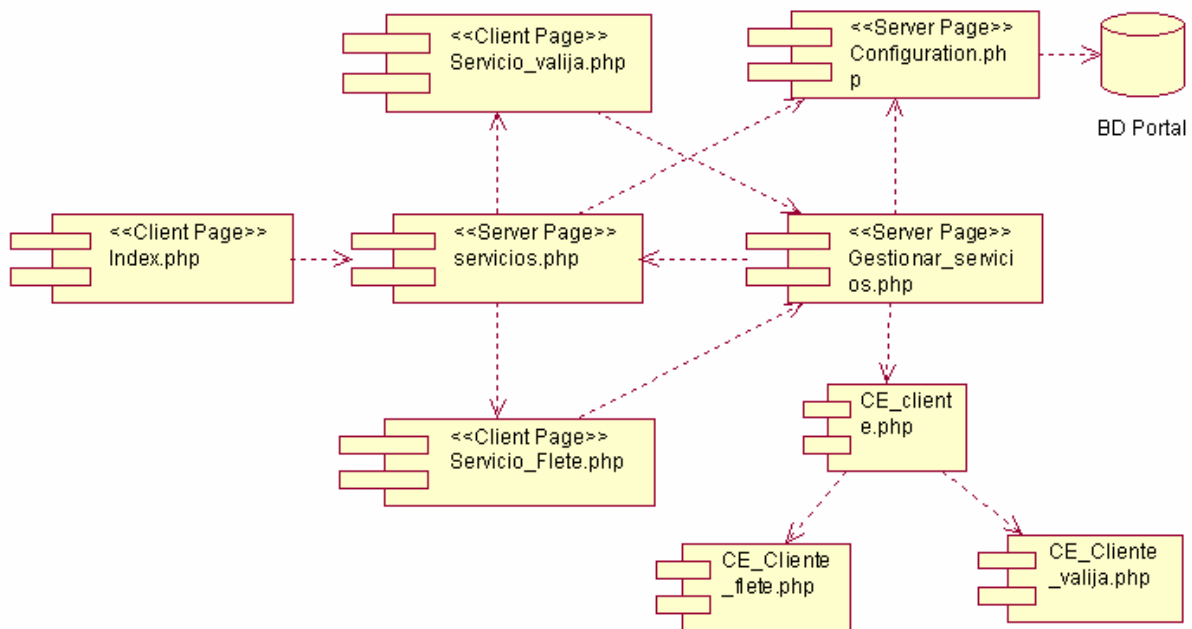 <<Client Page>>
Servicio_valija.php
<<Server Page>>
Configuration.ph
p
BD Portal
<<Client Page>>
Index.php
<<Server Page>>
servicios.php
<<Server Page>>
Gestionar_servici
os.php
<<Client Page>>
Servicio_Flete.php
CE_client
e.php
CE_Cliente
_flete.php
CE_Cliente
_valija.php